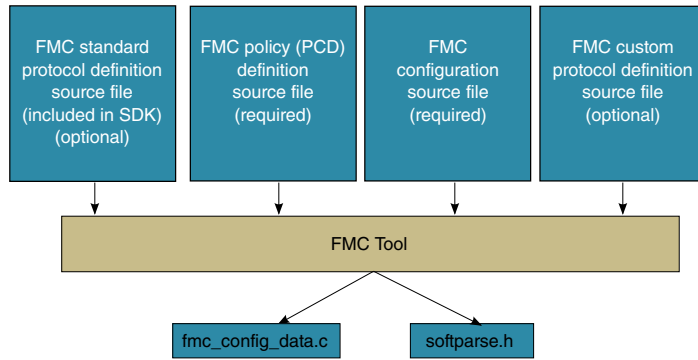 FMC standard
protocol definition
source file
(included in SDK)
(optional)
FMC policy (PCD)
definition
source file
(required)
FMC
configuration
source file
(required)
FMC custom
protocol definition
source file
(optional)
FMC Tool
fmc_config_data.c
softparse.h